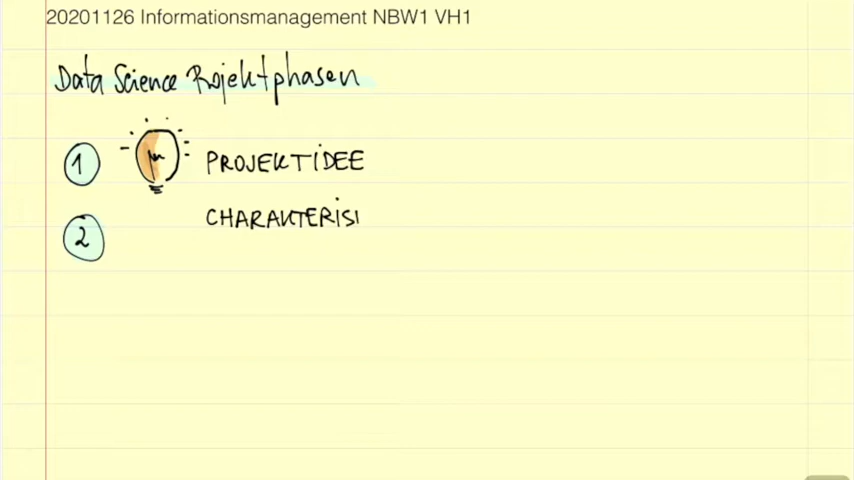 20201126 Informationsmanagement NBW1 VH1
Data Science Projektphasen
1 PROJEKTIDEE
CHARAKTERISI
2